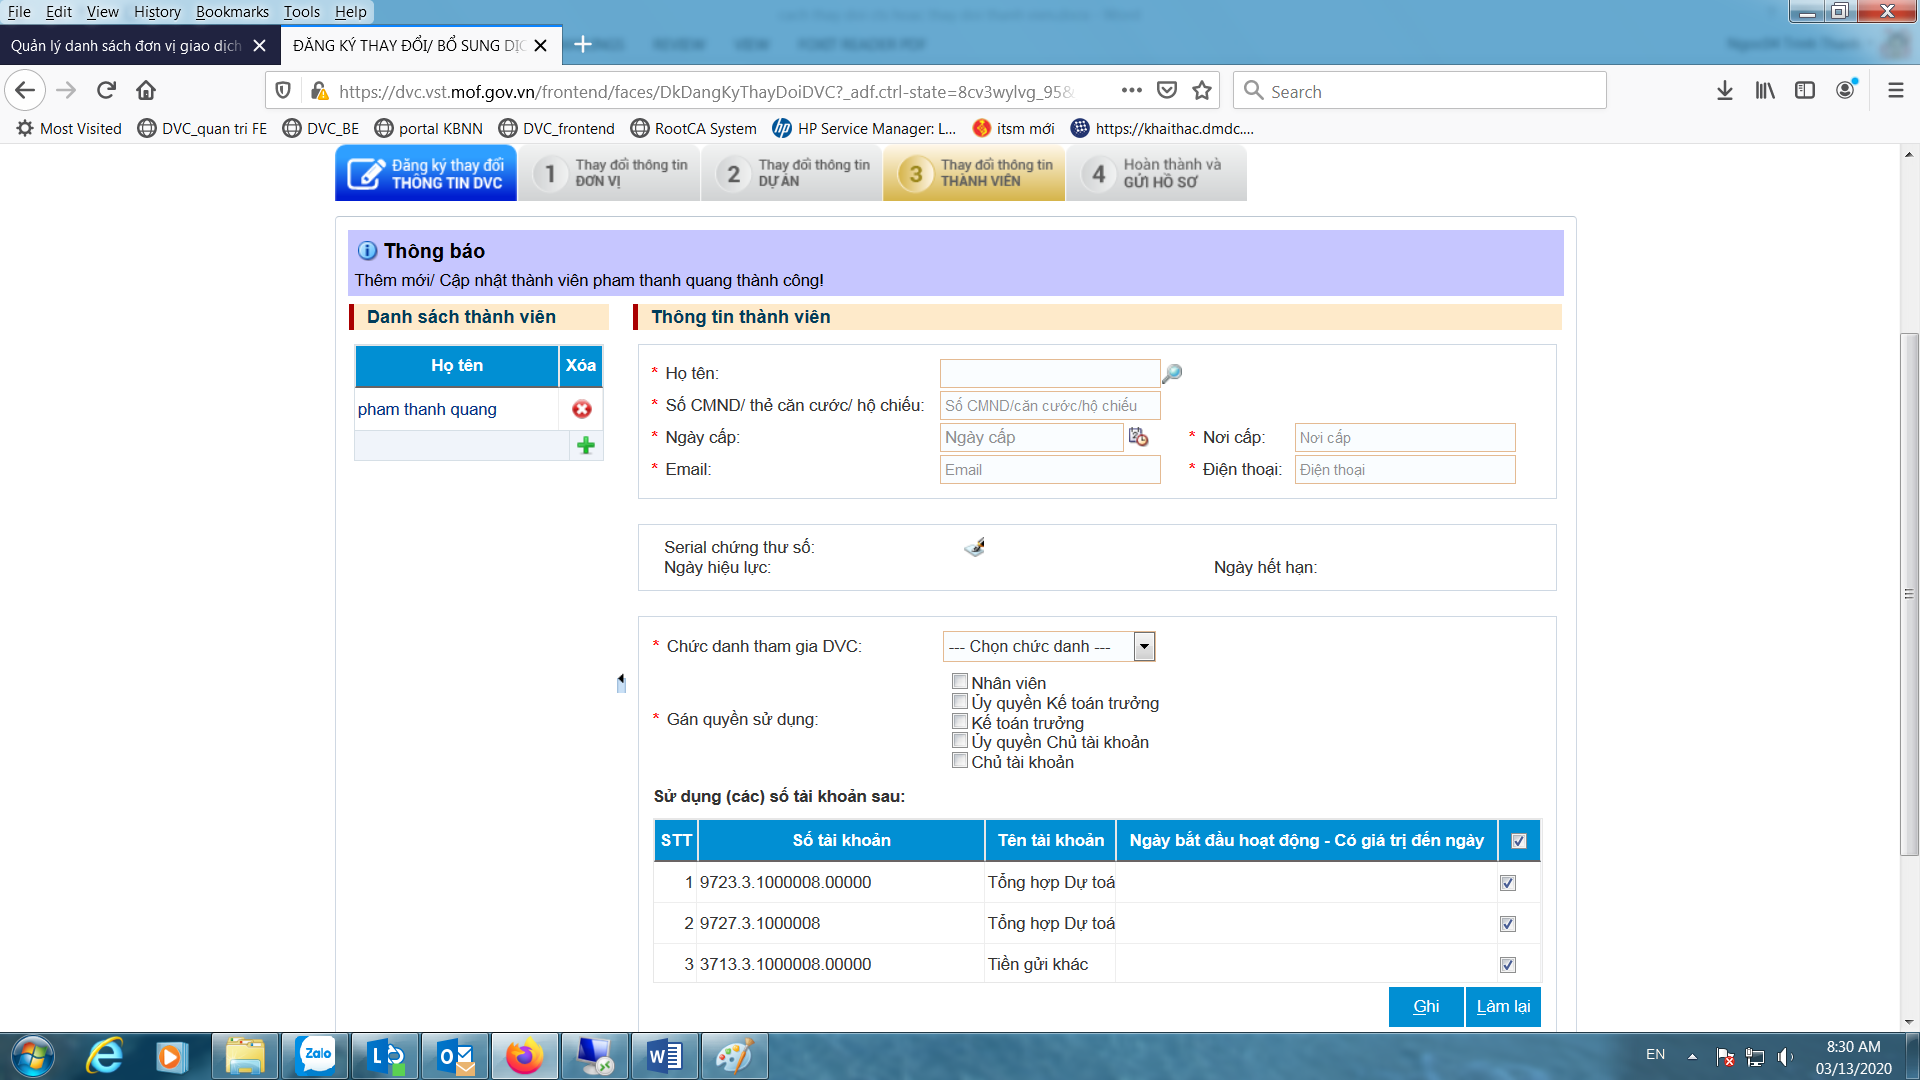 File Edit View History Bookmarks Tools Help
Quản lý danh sách đơn vị giao dịch
ĐĂNG KÝ THAY ĐỔI/ BỔ SUNG DỊC
https://dvc.vst.mof.gov.vn/frontend/faces/DkDangKyThayDoiDVC?_adf.ctrl-state=8cv3wylvg_95&
Search
Most Visited DVC_quan tri FE DVC_BE portal KBNN DVC_frontend RootCA System HP Service Manager: L... itsm mới https://khaithac.dmdc....
Đăng ký thay đổi
THÔNG TIN DVC
1 Thay đổi thông tin
ĐƠN VỊ
2 Thay đổi thông tin
DỰ ÁN
3 Thay đổi thông tin
THÀNH VIÊN
4 Hoàn thành và
GỬI HỒ SƠ
Thông báo
Thêm mới/ Cập nhật thành viên pham thanh quang thành công!
Danh sách thành viên
Họ tên Xóa
pham thanh quang
Thông tin thành viên
* Họ tên:
* Số CMND/ thẻ căn cước/ hộ chiếu: Số CMND/căn cước/hộ chiếu
* Ngày cấp: Ngày cấp * Nơi cấp: Nơi cấp
* Email: Email * Điện thoại: Điện thoại
Serial chứng thư số:
Ngày hiệu lực: Ngày hết hạn:
* Chức danh tham gia DVC: --- Chọn chức danh ---
* Gán quyền sử dụng:
Nhân viên
Ủy quyền Kế toán trưởng
Kế toán trưởng
Ủy quyền Chủ tài khoản
Chủ tài khoản
Sử dụng (các) số tài khoản sau:
STT Số tài khoản Tên tài khoản Ngày bắt đầu hoạt động - Có giá trị đến ngày
1 9723.3.1000008.00000 Tổng hợp Dự toá
2 9727.3.1000008 Tổng hợp Dự toá
3 3713.3.1000008.00000 Tiền gửi khác
Ghi Làm lại
Zalo
EN
8:30 AM
03/13/2020